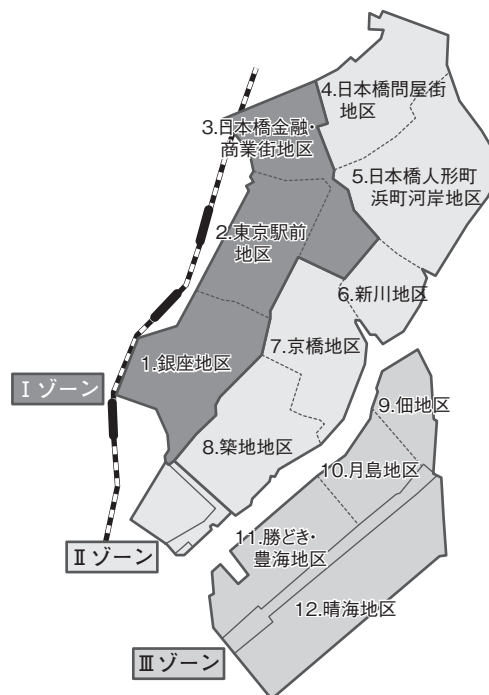 4.日本橋問屋街
地区
3.日本橋金融・
商業街地区
5.日本橋人形町
浜町河岸地区
2.東京駅前
地区
6.新川地区
7.京橋地区
1.銀座地区
Ⅰゾーン
9.佃地区
8.築地地区
10.月島地区
11.勝どき・
豊海地区
Ⅱゾーン
12.晴海地区
Ⅲゾーン